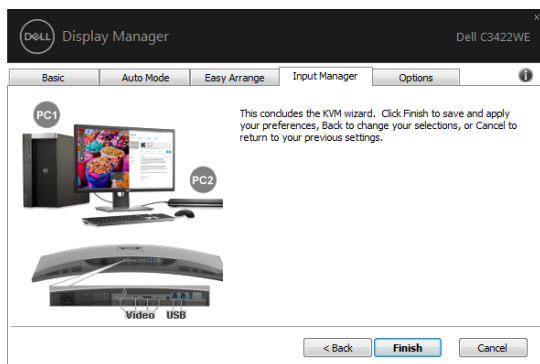 DELL Display Manager
Dell C3422WE
Basic Auto Mode Easy Arrange Input Manager Options
PC1
This concludes the KVM wizard. Click Finish to save and apply
your preferences, Back to change your selections, or Cancel to
return to your previous settings.
PC2
Video USB
< Back Finish Cancel